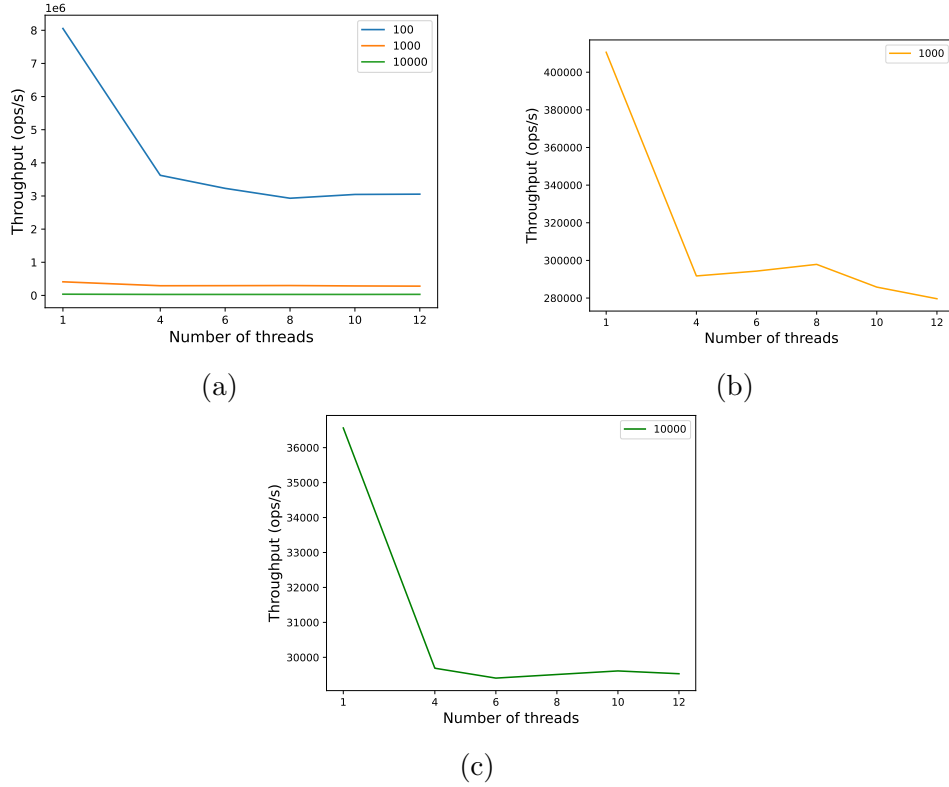 1e6
8
7
6
5
4
3
2
1
0
Throughput (ops/s)
100
1000
10000
1 4 6 8 10 12
Number of threads
(a)
400000
380000
360000
340000
320000
300000
280000
Throughput (ops/s)
1000
1 4 6 8 10 12
Number of threads
(b)
36000
35000
34000
33000
32000
31000
30000
Throughput (ops/s)
10000
1 4 6 8 10 12
Number of threads
(c)